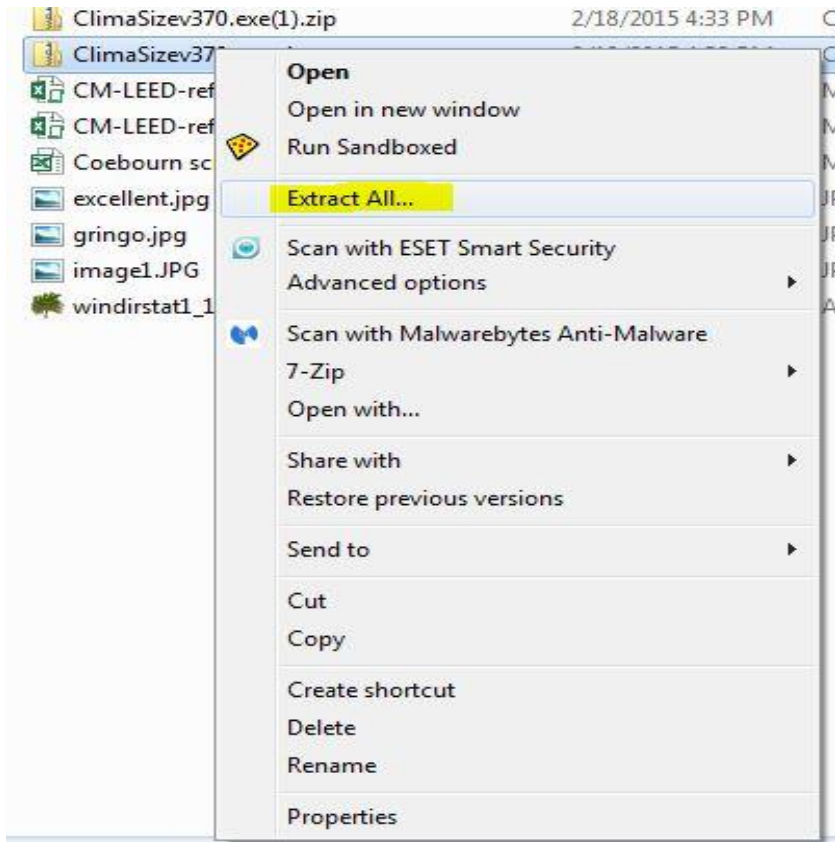 ClimaSizev370.exe(1).zip 2/18/2015 4:33 PM C
ClimaSizev37
CM-LEED-ref
CM-LEED-ref
Coebourn sc
excellent.jpg
gringo.jpg
image1.JPG
windirstat1_1
Open
Open in new window
Run Sandboxed
Extract All...
Scan with ESET Smart Security
Advanced options
Scan with Malwarebytes Anti-Malware
7-Zip
Open with...
Share with
Restore previous versions
Send to
Cut
Copy
Create shortcut
Delete
Rename
Properties